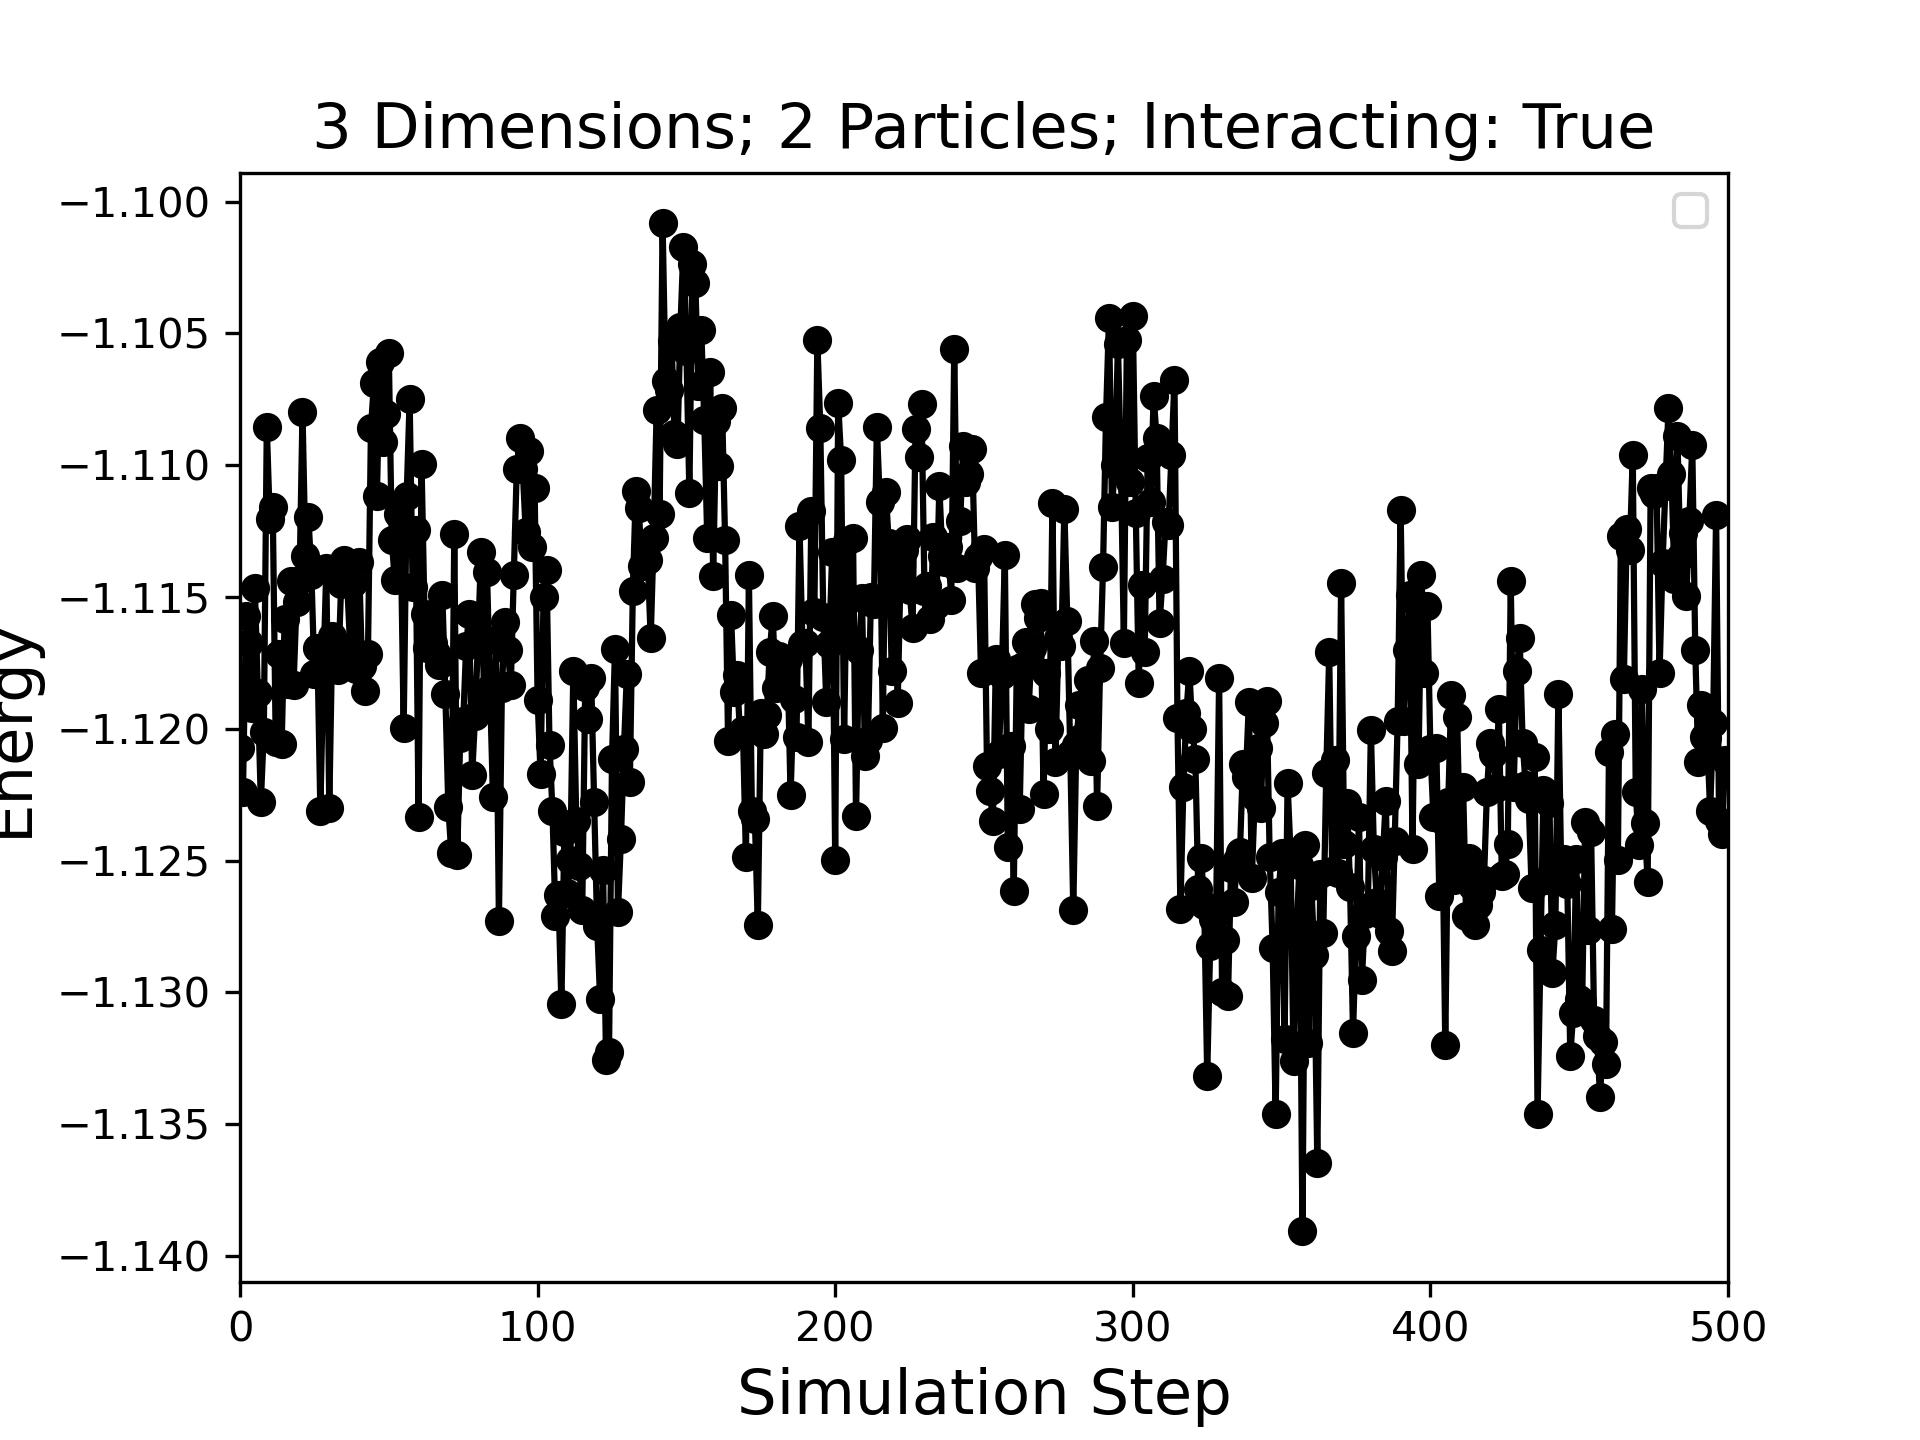 3 Dimensions; 2 Particles; Interacting: True
−1.100
−1.105
−1.110
−1.115
−1.120
−1.125
−1.130
−1.135
−1.140
Energy
0 100 200 300 400 500
Simulation Step